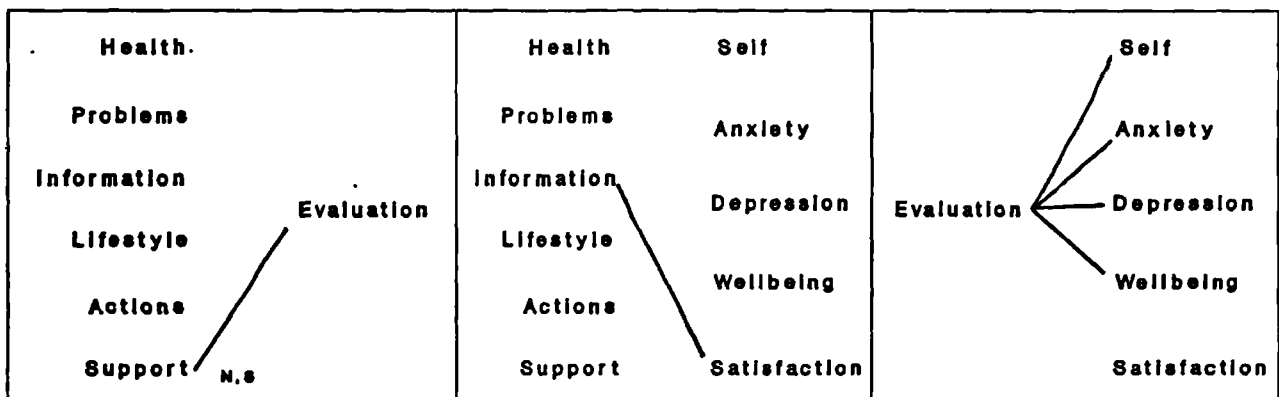 Health
Problems
Information
Evaluation
Lifestyle
Actions
Support N.S
Health Self
Problems
Anxiety
Information
Depression
Lifestyle
Wellbeing
Actions
Support Satisfaction
Self
Anxiety
Evaluation Depression
Wellbeing
Satisfaction